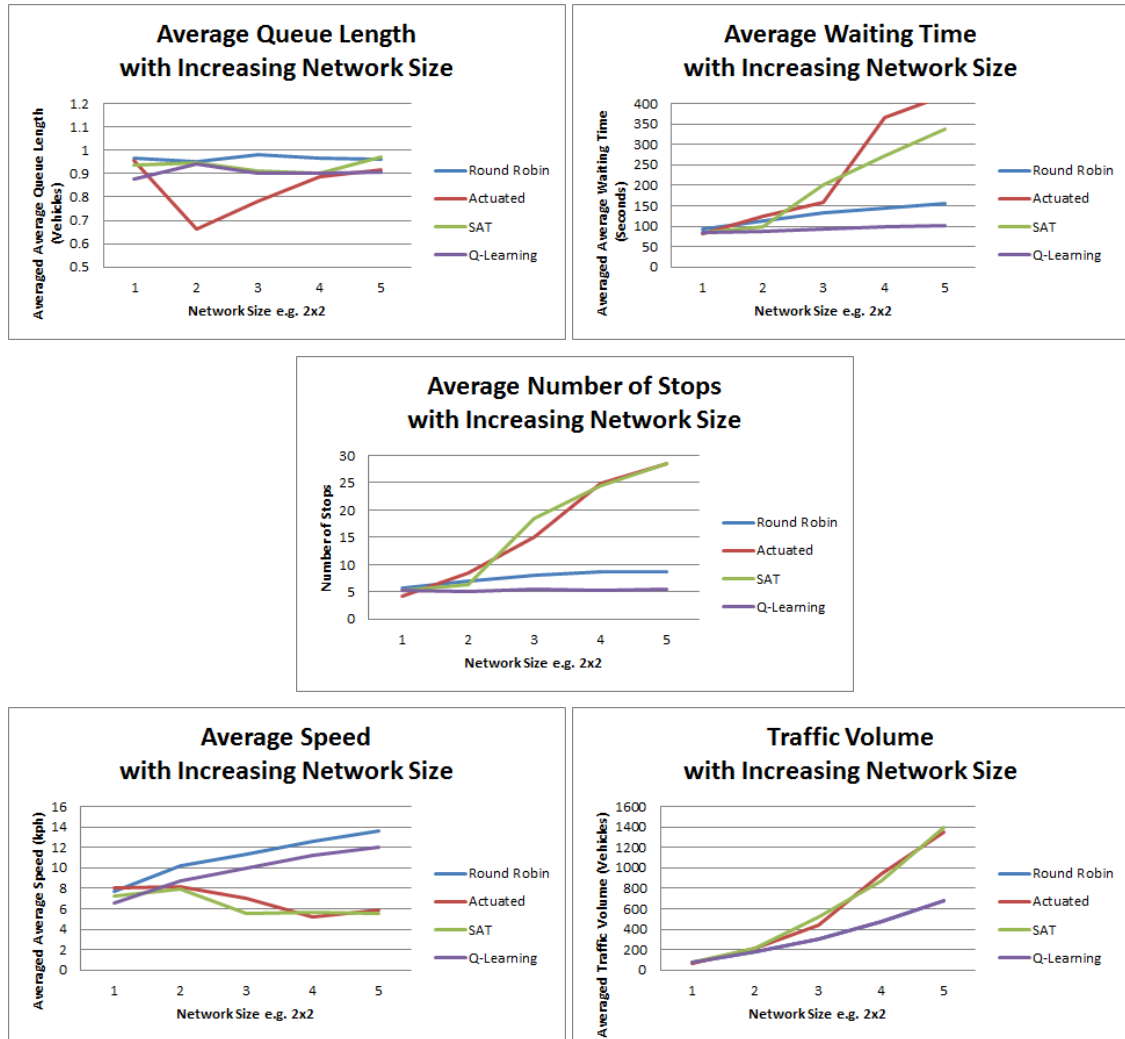 Average Queue Length
with Increasing Network Size
Averaged Average Queue Length
(Vehicles)
1.2
1.1
1
0.9
0.8
0.7
0.6
0.5
1 2 3 4 5
Network Size e.g. 2x2
Round Robin
Actuated
SAT
Q-Learning
Average Waiting Time
with Increasing Network Size
Averaged Average Waiting Time
(Seconds)
400
350
300
250
200
150
100
50
0
1 2 3 4 5
Network Size e.g. 2x2
Round Robin
Actuated
SAT
Q-Learning
Average Number of Stops
with Increasing Network Size
Number of Stops
30
25
20
15
10
5
0
1 2 3 4 5
Network Size e.g. 2x2
Round Robin
Actuated
SAT
Q-Learning
Average Speed
with Increasing Network Size
Averaged Average Speed (kph)
16
14
12
10
8
6
4
2
0
1 2 3 4 5
Network Size e.g. 2x2
Round Robin
Actuated
SAT
Q-Learning
Traffic Volume
with Increasing Network Size
Averaged Traffic Volume (Vehicles)
1600
1400
1200
1000
800
600
400
200
0
1 2 3 4 5
Network Size e.g. 2x2
Round Robin
Actuated
SAT
Q-Learning